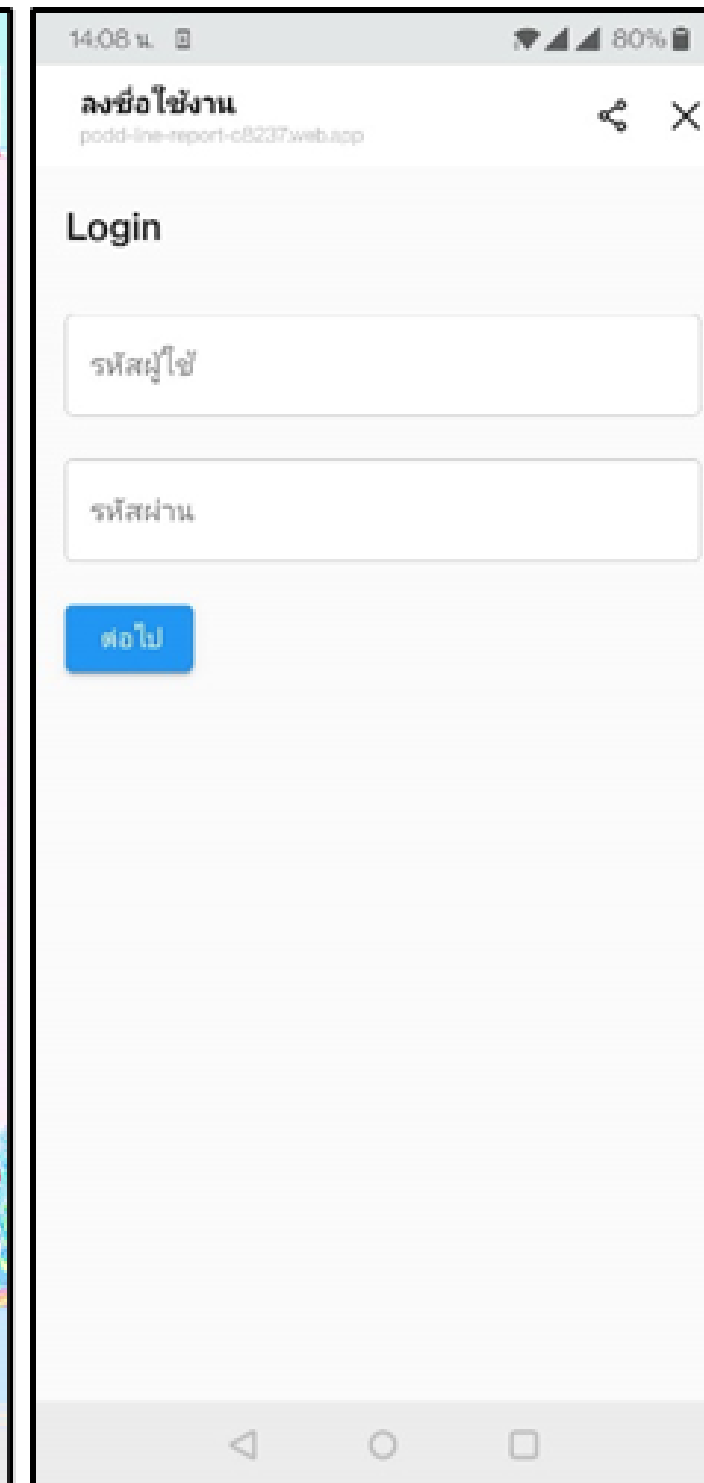 14:08 น. 80%
ลงชื่อใช้งาน
podd-line-report-c8237.web.app
Login
รหัสผู้ใช้
รหัสผ่าน
ต่อไป